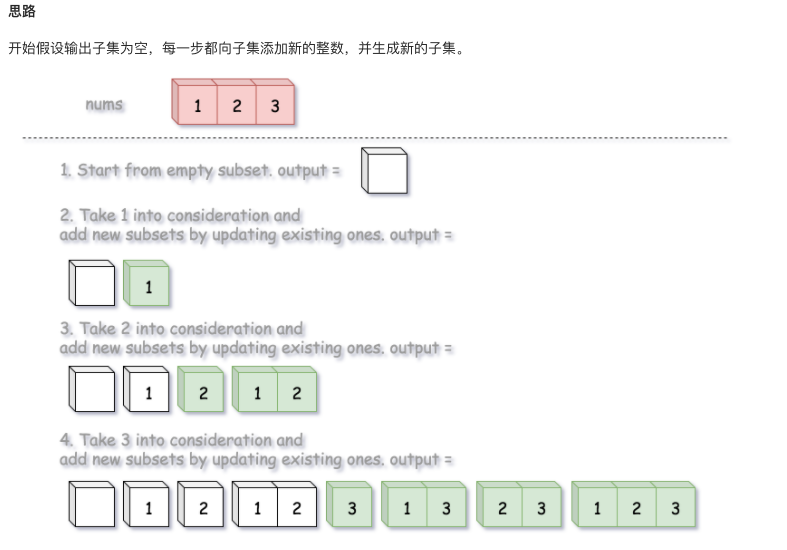 思路
开始假设输出子集为空，每一步都向子集添加新的整数，并生成新的子集。
nums 1 2 3
1. Start from empty subset. output =
2. Take 1 into consideration and
add new subsets by updating existing ones. output =
1
3. Take 2 into consideration and
add new subsets by updating existing ones. output =
1 2 1 2
4. Take 3 into consideration and
add new subsets by updating existing ones. output =
1 2 1 2 3 1 3 2 3 1 2 3